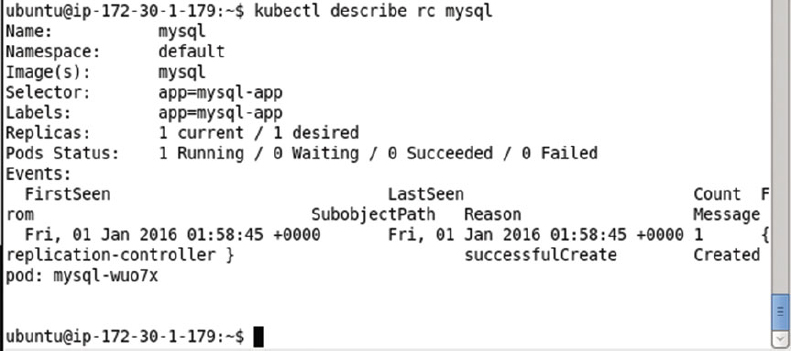 ubuntu@ip-172-30-1-179:~$ kubectl describe rc mysql
Name:           mysql
Namespace:      default
Image(s):       mysql
Selector:       app=mysql-app
Labels:         app=mysql-app
Replicas:       1 current / 1 desired
Pods Status:    1 Running / 0 Waiting / 0 Succeeded / 0 Failed
Events:
  FirstSeen                             LastSeen                        Count   F
rom                             SubobjectPath   Reason                  Message
  Fri, 01 Jan 2016 01:58:45 +0000       Fri, 01 Jan 2016 01:58:45 +0000 1       {
replication-controller }                        successfulCreate        Created
pod: mysql-wuo7x
ubuntu@ip-172-30-1-179:~$